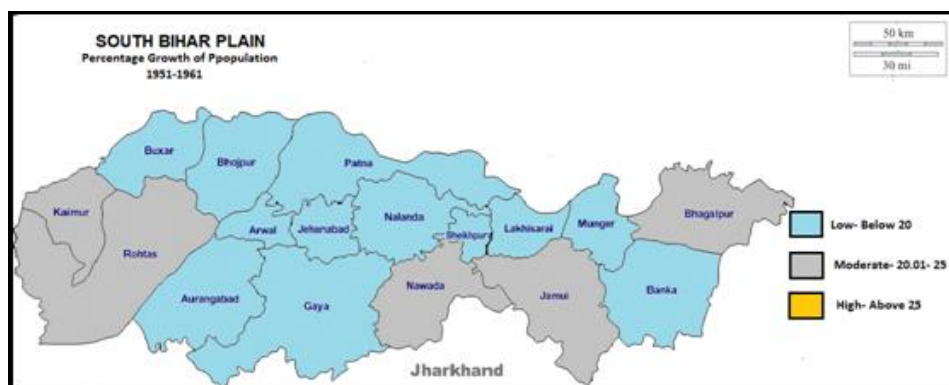 SOUTH BIHAR PLAIN
Percentage Growth of Ppopulation
1951-1961
50 km
30 mi
Buxar
Bhojpur
Patna
Kaimur
Rohtas
Arwal
Jehanabad
Nalanda
Sheikhpura
Lakhisarai
Munger
Bhagalpur
Aurangabad
Gaya
Nawada
Jamui
Banka
Jharkhand
Low- Below 20
Moderate- 20.01- 25
High- Above 25